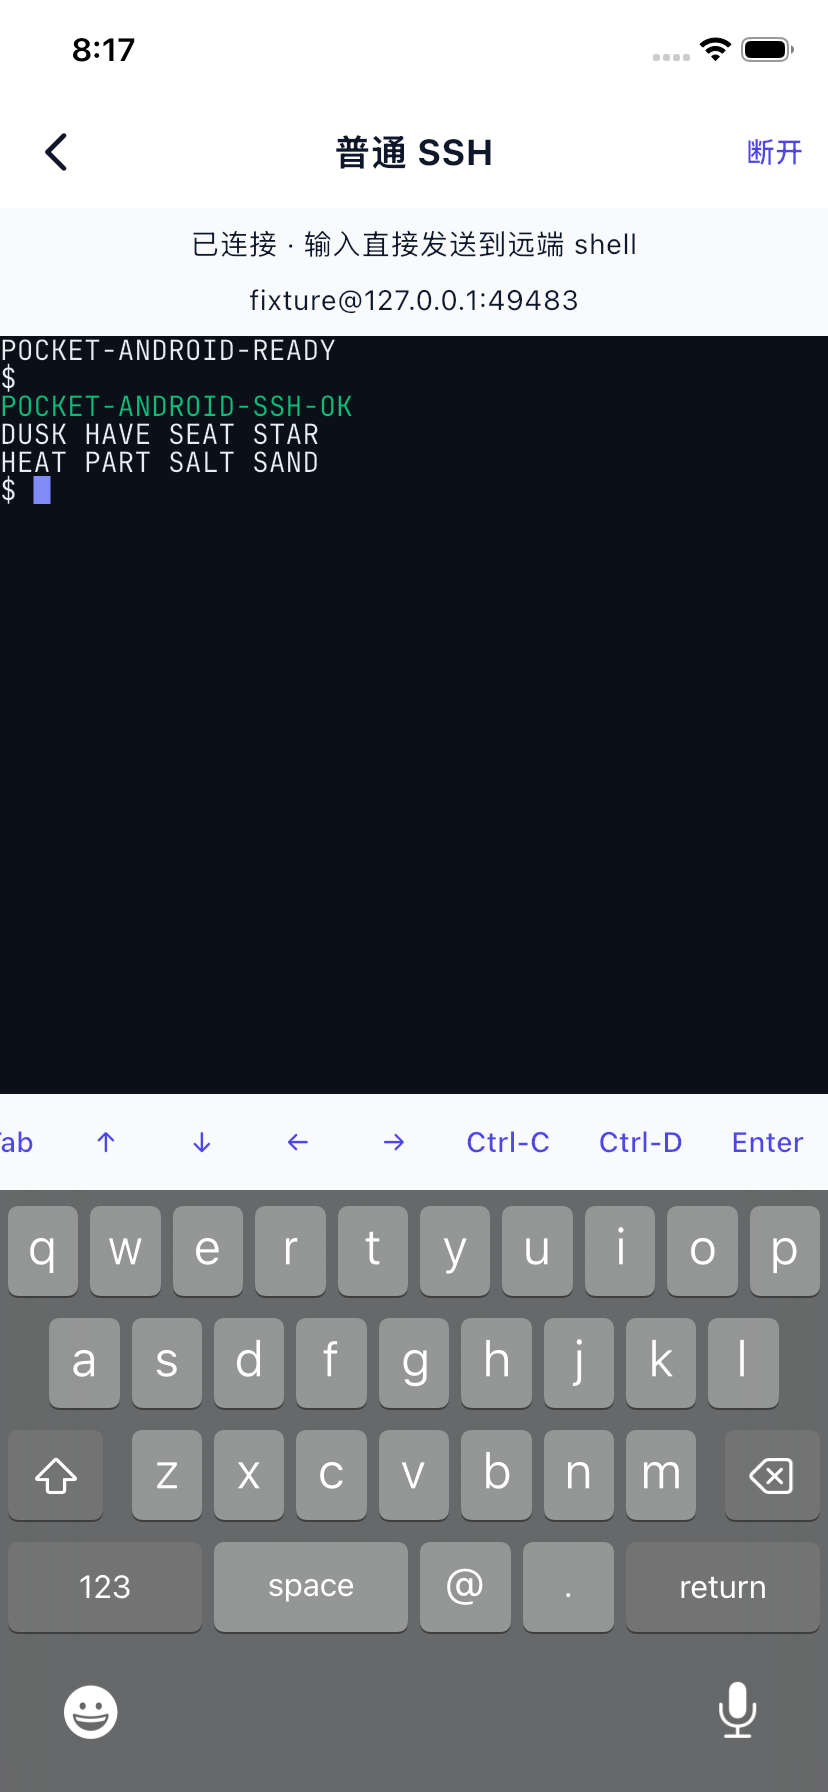 8:17
普通 SSH
断开
已连接 · 输入直接发送到远端 shell
fixture@127.0.0.1:49483
POCKET-ANDROID-READY
$
POCKET-ANDROID-SSH-OK
DUSK HAVE SEAT STAR
HEAT PART SALT SAND
$
ab ↑ ↓ ← → Ctrl-C Ctrl-D Enter
q w e r t y u i o p
a s d f g h j k l
z x c v b n m
123 space @ . return